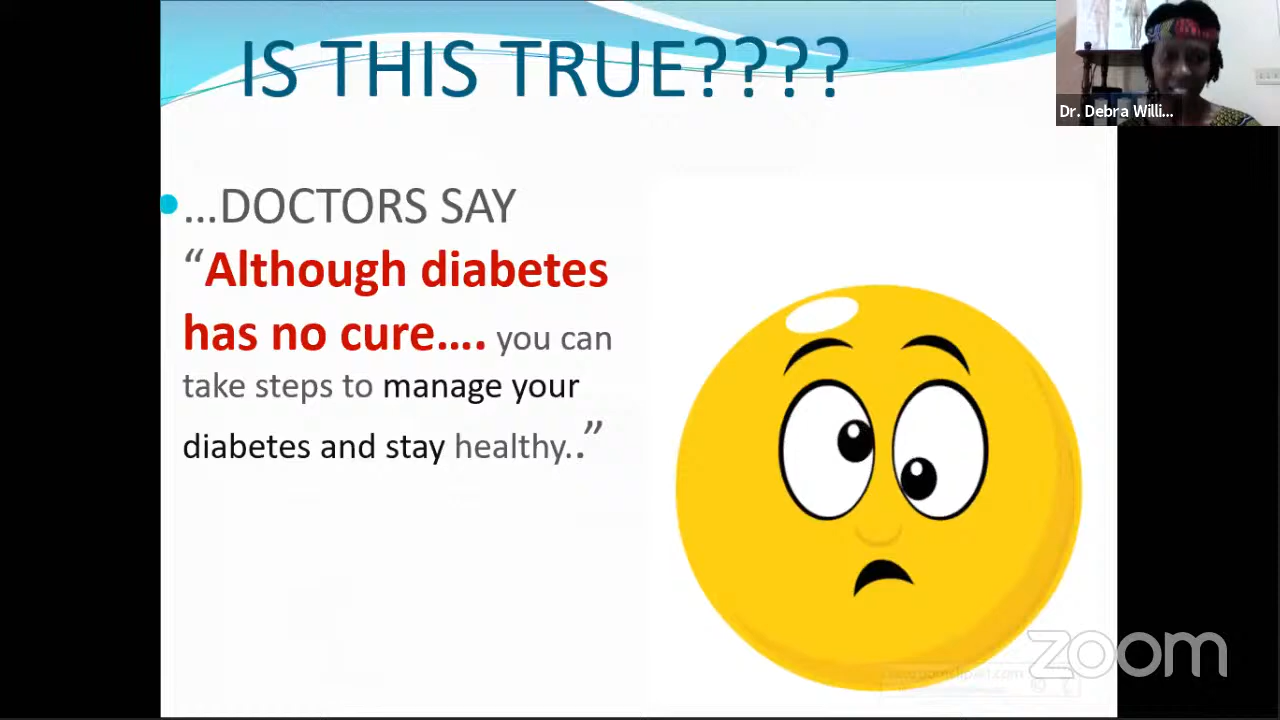 IS THIS TRUE????
Dr. Debra Willi...
...DOCTORS SAY
“Although diabetes
has no cure.... you can
take steps to manage your
diabetes and stay healthy..”
zoom